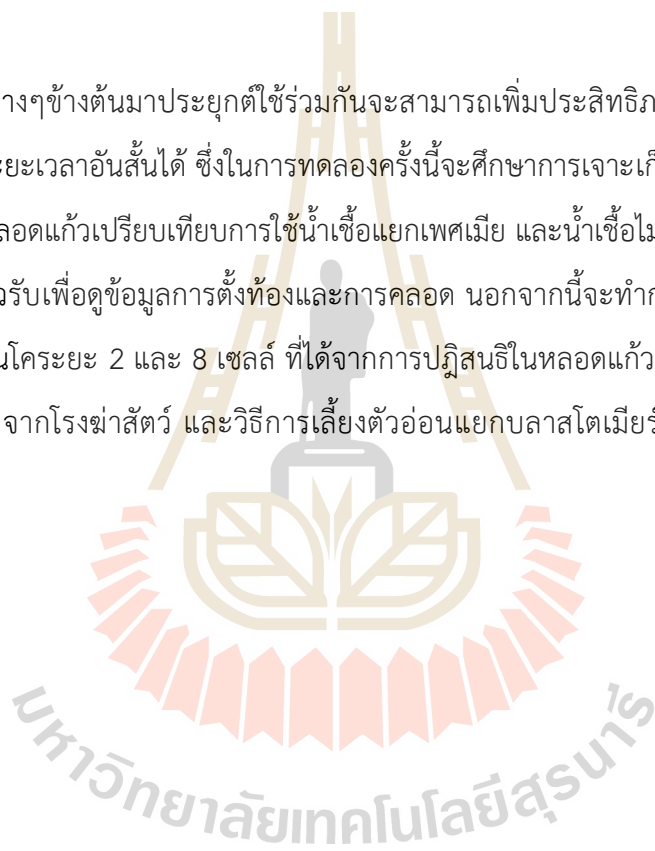 างๆข้างต้นมาประยุกต์ใช้ร่วมกันจะสามารถเพิ่มประสิทธิภ
ะยะเวลาอันสั้นได้ ซึ่งในการทดลองครั้งนี้จะศึกษาการเจาะเก็
ลอดแก้วเปรียบเทียบการใช้น้ำเชื้อแยกเพศเมีย และน้ำเชื้อไม
วรับเพื่อดูข้อมูลการตั้งท้องและการคลอด นอกจากนี้จะทำก
นโคระยะ 2 และ 8 เซลล์ ที่ได้จากการปฏิสนธิในหลอดแก้ว
จากโรงฆ่าสัตว์ และวิธีการเลี้ยงตัวอ่อนแยกบลาสโตเมียร์
มหาวิทยาลัยเทคโนโลยีสุรนารี